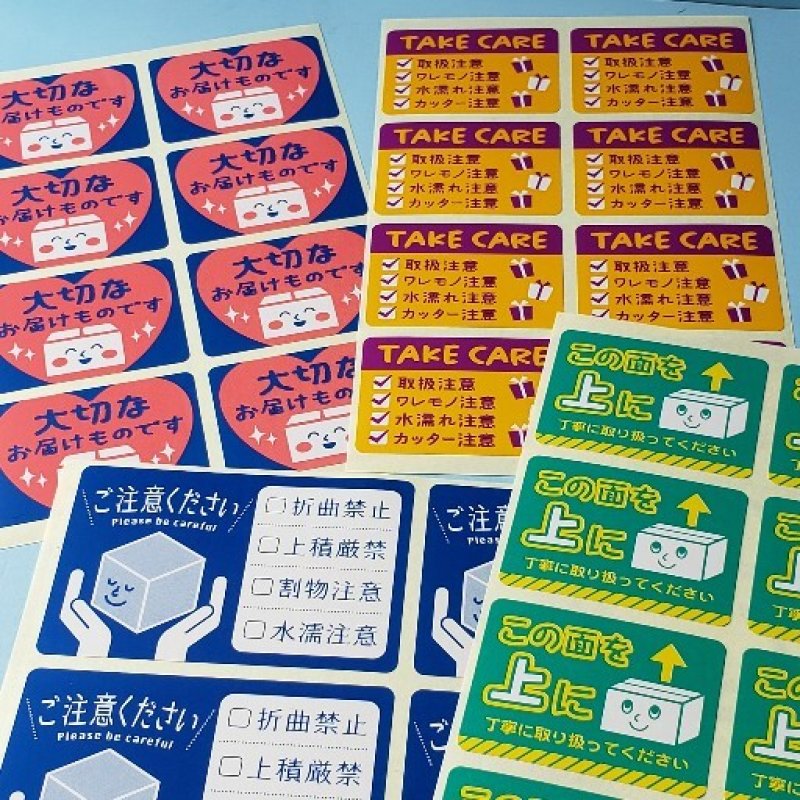 大切な
お届けものです
大切な
お届けものです
大切な
お届けものです
大切な
お届けものです
大切な
お届けものです
大切な
お届けものです
大切な
お届けもので
大切な
お届けもの
TAKE CARE
取扱注意
ワレモノ注意
水濡れ注意
カッター注意
TAKE CARE
取扱注意
ワレモノ注意
水濡れ注意
カッター注意
TAKE CARE
取扱注意
ワレモノ注意
水濡れ注意
カッター注意
TAKE CARE
取扱注意
ワレモノ注意
水濡れ注意
カッター注意
TAKE CARE
取扱注意
ワレモノ注意
水濡れ注意
カッター注意
TAKE CARE
取扱注意
ワレモノ注意
水濡れ注意
カッター注意
TAKE CARE
取扱注意
ワレモノ注意
水濡れ注意
カッター注意
ご注意ください
Please be careful
折曲禁止
上積厳禁
割物注意
水濡注意
ご注意
ご注意ください
Please be careful
折曲禁止
上積厳禁
この面を
上に
丁寧に取り扱ってください
この面を
上に
丁寧に取り扱ってください
この面を
上に
丁寧に取り扱ってください
この
上
丁寧
この
上
丁寧